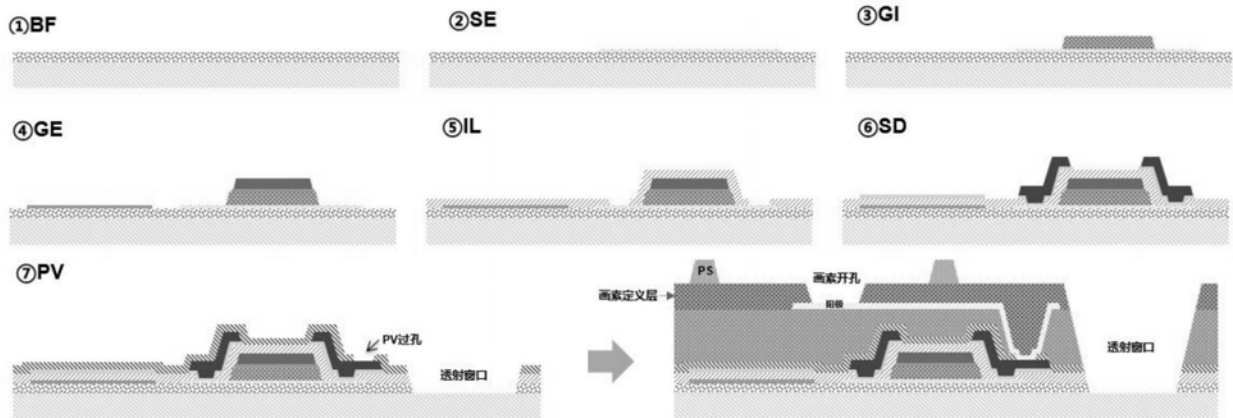 ①BF
②SE
③GI
④GE
⑤IL
⑥SD
⑦PV
PV过孔
透射窗口
PS
画素开孔
画素定义层
阳极
透射窗口